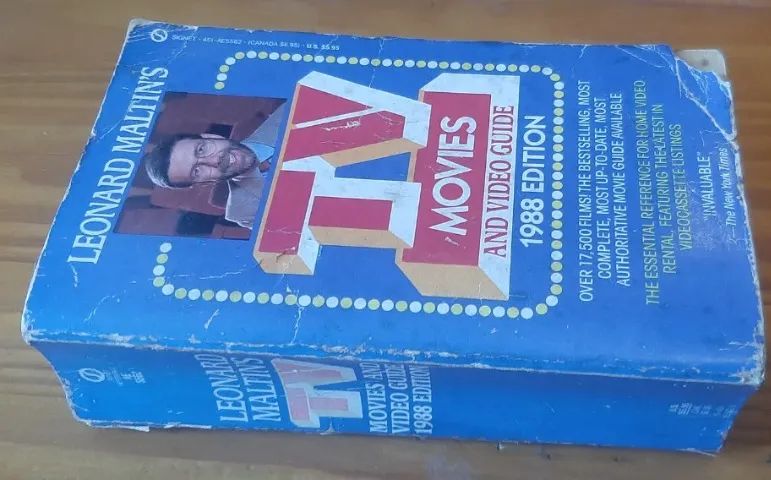 SIGNET • 451-AE5562 • (CANADA $6.95) • U.S. $5.95
LEONARD MALTIN'S
TV
MOVIES
AND VIDEO GUIDE
1988 EDITION
OVER 17,500 FILMS! THE BESTSELLING, MOST
COMPLETE, MOST UP-TO-DATE, MOST
AUTHORITATIVE MOVIE GUIDE AVAILABLE
THE ESSENTIAL REFERENCE FOR HOME VIDEO
RENTAL, FEATURING THE LATEST IN
VIDEOCASSETTE LISTINGS
"INVALUABLE"
—The New York Times
LEONARD
MALTIN'S
TV
MOVIES AND
VIDEO GUIDE
1988 EDITION